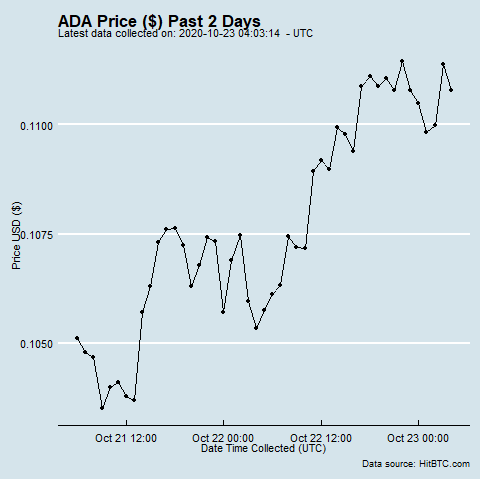 ADA Price ($) Past 2 Days
Latest data collected on: 2020-10-23 04:03:14 - UTC
0.1100
0.1075
0.1050
Price USD ($)
Oct 21 12:00 Oct 22 00:00 Oct 22 12:00 Oct 23 00:00
Date Time Collected (UTC)
Data source: HitBTC.com